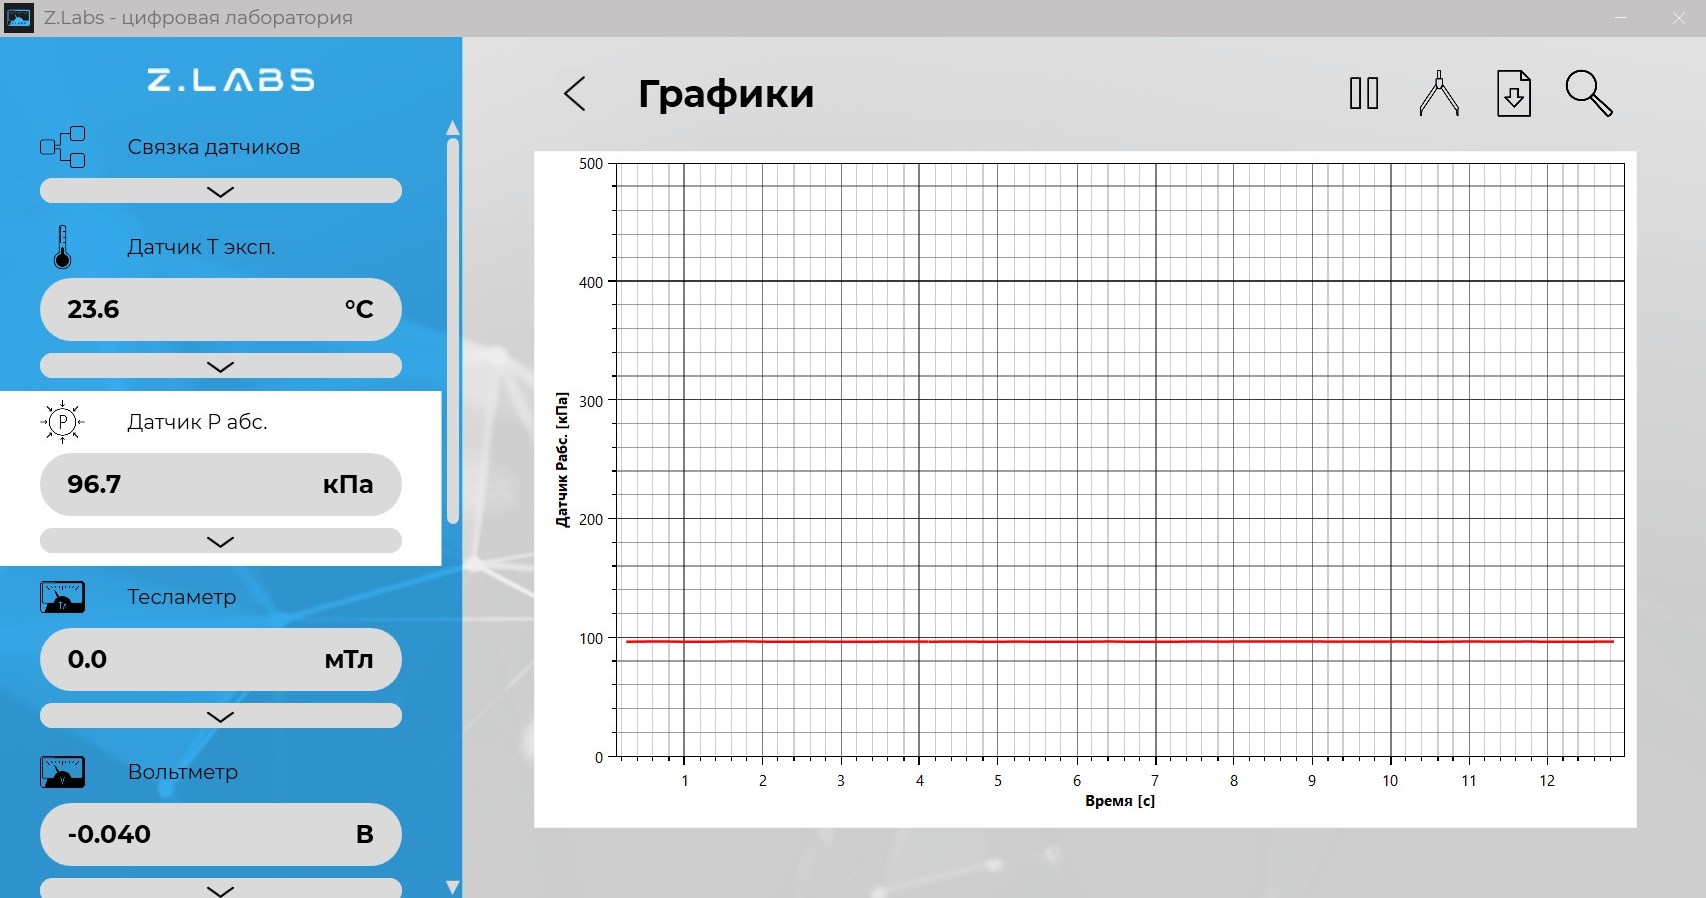 Z.Labs - цифровая лаборатория
Z.LABS
Связка датчиков
Датчик Т эксп.
23.6 °C
Датчик Р абс.
P
96.7 кПа
Тесламетр
Тл
0.0 мТл
Вольтметр
V
-0.040 В
Графики
500
400
300
200
100
0
Датчик Pабс. [кПа]
1 2 3 4 5 6 7 8 9 10 11 12
Время [с]